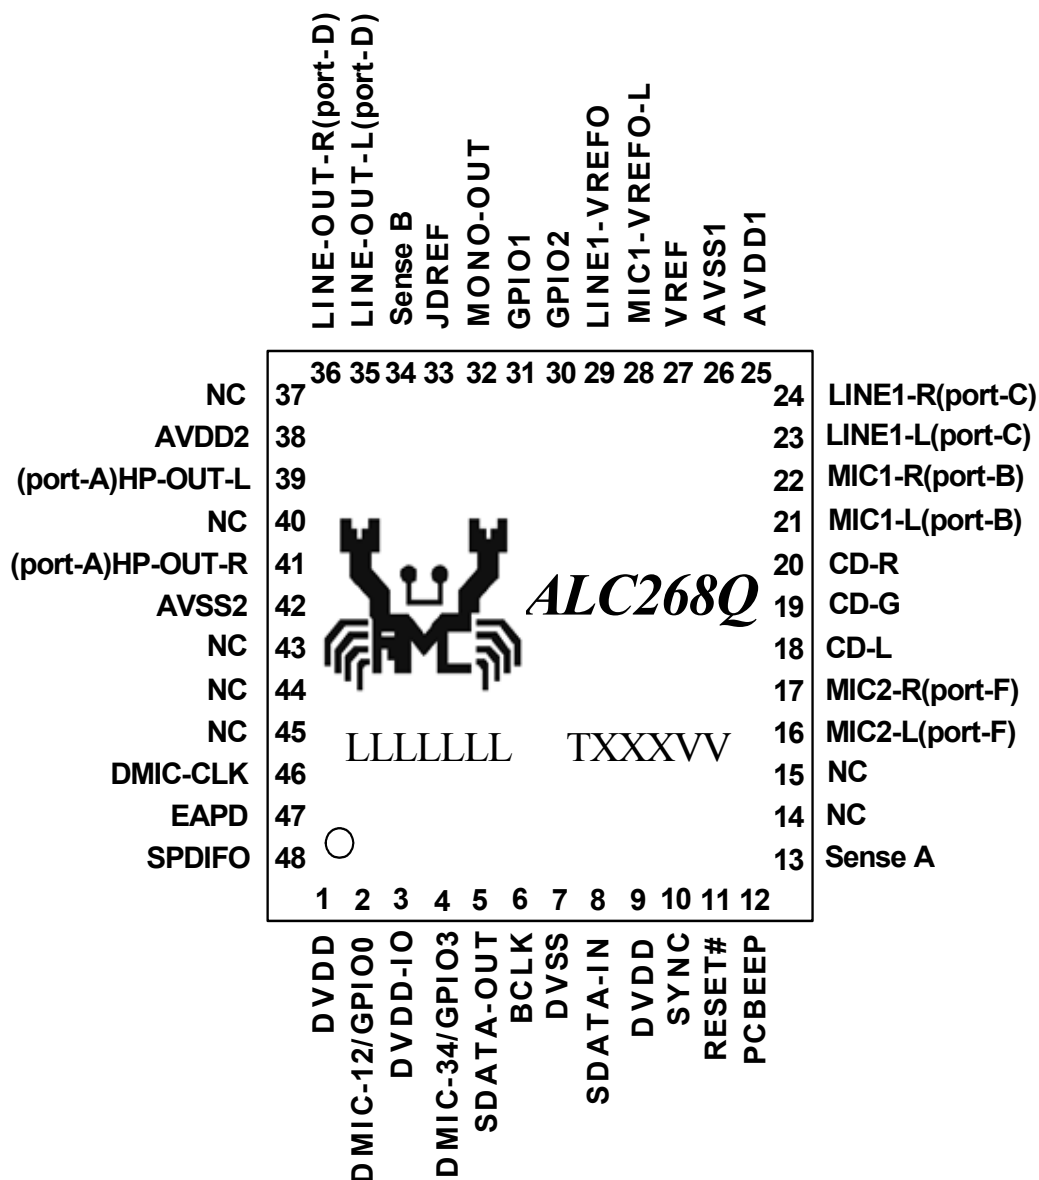 LINE-OUT-R(port-D)
LINE-OUT-L(port-D)
Sense B
JDREF
MONO-OUT
GPIO1
GPIO2
LINE1-VREFO
MIC1-VREFO-L
VREF
AVSS1
AVDD1
36 35 34 33 32 31 30 29 28 27 26 25
NC 37
AVDD2 38
(port-A)HP-OUT-L 39
NC 40
(port-A)HP-OUT-R 41
AVSS2 42
NC 43
NC 44
NC 45
DMIC-CLK 46
EAPD 47
SPDIFO 48
ALC268Q
LLLLLLL TXXXVV
24 LINE1-R(port-C)
23 LINE1-L(port-C)
22 MIC1-R(port-B)
21 MIC1-L(port-B)
20 CD-R
19 CD-G
18 CD-L
17 MIC2-R(port-F)
16 MIC2-L(port-F)
15 NC
14 NC
13 Sense A
1 2 3 4 5 6 7 8 9 10 11 12
DVDD
DMIC-12/GPIO0
DVDD-IO
DMIC-34/GPIO3
SDATA-OUT
BCLK
DVSS
SDATA-IN
DVDD
SYNC
RESET#
PCBEEP